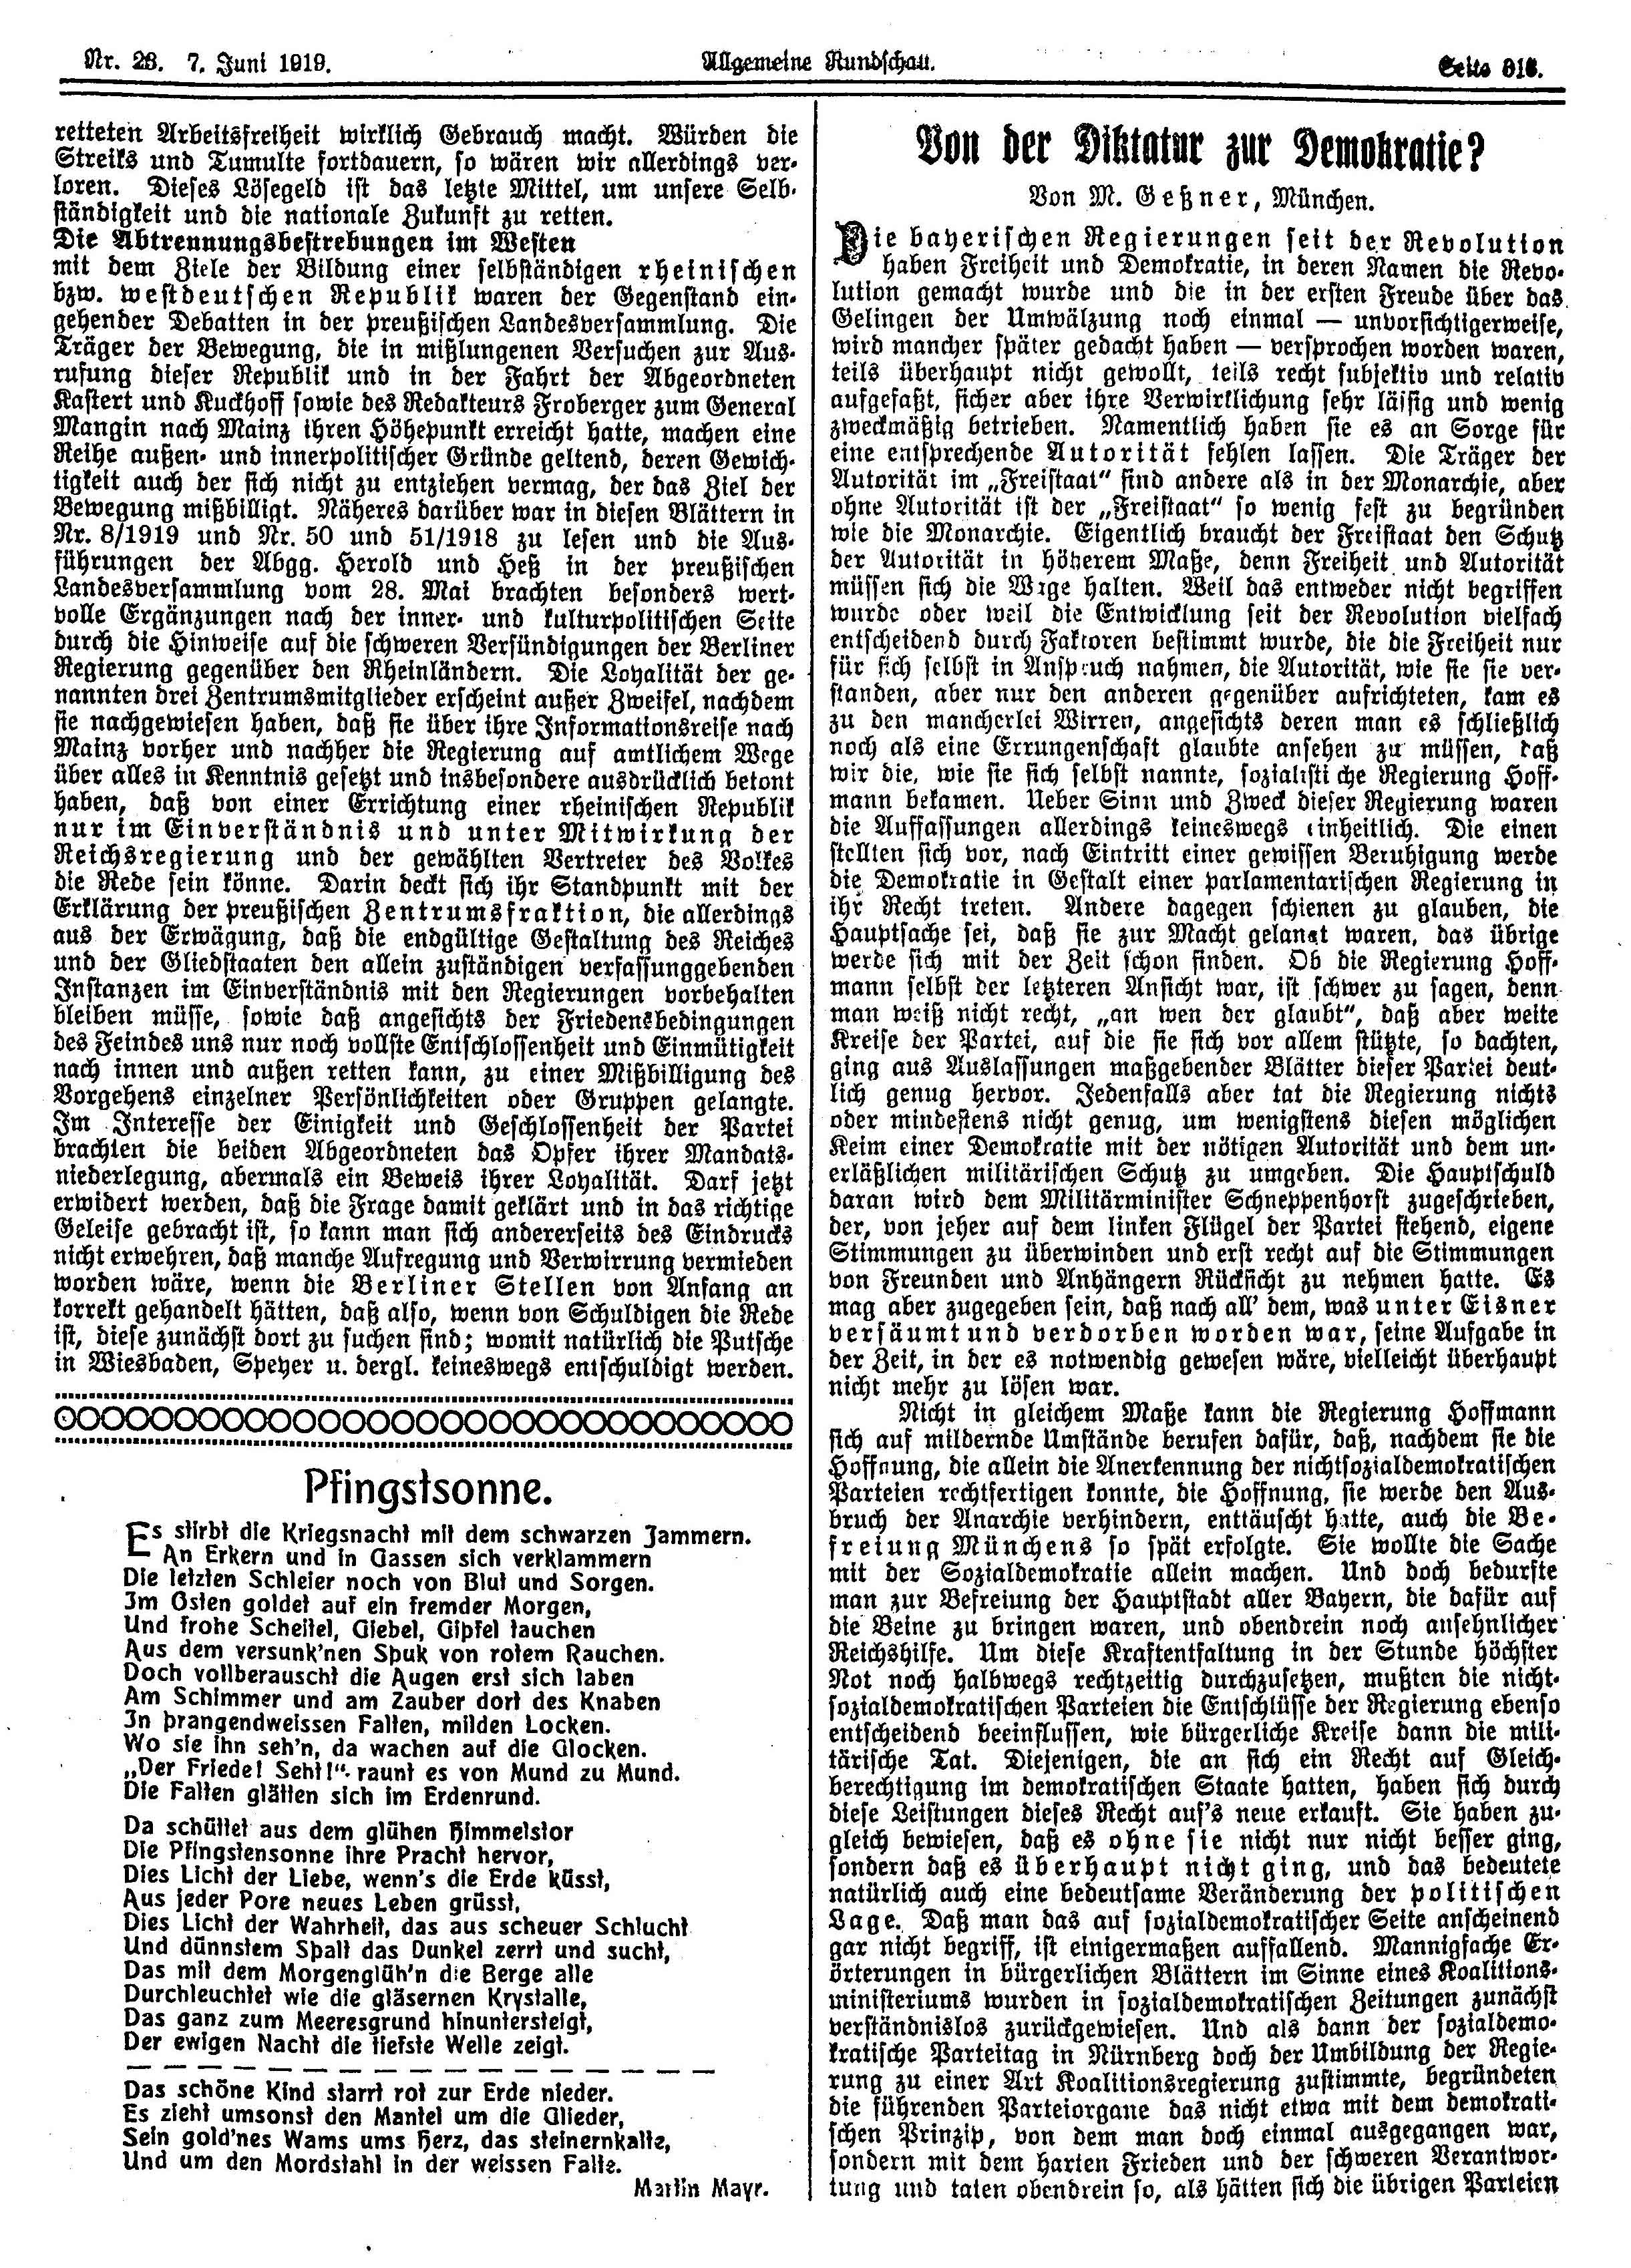 Nr. 23. 7. Juni 1919.
Allgemeine Rundschau.
Seite
retteten Arbeitsfreiheit wirklich Gebrauch macht. Würden die
Streiks und Tumulte fortdauern, so wären wir allerdings ver-
loren. Dieses Lösegeld ist das letzte Mittel, um unsere Selb-
ständigkeit und die nationale Zukunft zu retten.
Die Abtrennungsbestrebungen im Westen
mit dem Ziele der Bildung einer selbständigen rheinischen
bzw. westdeutschen Republik waren der Gegenstand ein-
gehender Debatten in der preußischen Landesversammlung. Die
Träger der Bewegung, die in mißlungenen Versuchen zur Aus-
rufung dieser Republik und in der Fahrt der Abgeordneten
Kastert und Kuckhoff sowie des Redakteurs Froberger zum General
Mangin nach Mainz ihren Höhepunkt erreicht hatte, machen eine
Reihe außen- und innerpolitischer Gründe geltend, deren Gewich-
tigkeit auch der sich nicht zu entziehen vermag, der das Ziel der
Bewegung mißbilligt. Näheres darüber war in diesen Blättern in
Nr. 8/1919 und Nr. 50 und 51/1918 zu lesen und die Aus-
führungen der Abgg. Herold und Heß in der preußischen
Landesversammlung vom 28. Mai brachten besonders wert-
volle Ergänzungen nach der inner- und kulturpolitischen Seite
durch die Hinweise auf die schweren Versündigungen der Berliner
Regierung gegenüber den Rheinländern. Die Loyalität der ge-
nannten drei Zentrumsmitglieder erscheint außer Zweifel, nachdem
sie nachgewiesen haben, daß sie über ihre Informationsreise nach
Mainz vorher und nachher die Regierung auf amtlichem Wege
über alles in Kenntnis gesetzt und insbesondere ausdrücklich betont
haben, daß von einer Errichtung einer rheinischen Republik
nur im Einverständnis und unter Mitwirkung der
Reichsregierung und der gewählten Vertreter des Volkes
die Rede sein könne. Darin deckt sich ihr Standpunkt mit der
Erklärung der preußischen Zentrumsfraktion, die allerdings
aus der Erwägung, daß die endgültige Gestaltung des Reiches
und der Gliedstaaten den allein zuständigen verfassunggebenden
Instanzen im Einverständnis mit den Regierungen vorbehalten
bleiben müsse, sowie daß angesichts der Friedensbedingungen
des Feindes uns nur noch vollste Entschlossenheit und Einmütigkeit
nach innen und außen retten kann, zu einer Mißbilligung des
Vorgehens einzelner Persönlichkeiten oder Gruppen gelangte.
Im Interesse der Einigkeit und Geschlossenheit der Partei
brachten die beiden Abgeordneten das Opfer ihrer Mandats-
niederlegung, abermals ein Beweis ihrer Loyalität. Darf jetzt
erwidert werden, daß die Frage damit geklärt und in das richtige
Geleise gebracht ist, so kann man sich andererseits des Eindrucks
nicht erwehren, daß manche Aufregung und Verwirrung vermieden
worden wäre, wenn die Berliner Stellen von Anfang an
korrekt gehandelt hätten, daß also, wenn von Schuldigen die Rede
ist, diese zunächst dort zu suchen sind; womit natürlich die Putsche
in Wiesbaden, Speyer u. dergl. keineswegs entschuldigt werden.
Pfingstsonne.
Es stirbt die Kriegsnacht mit dem schwarzen Jammern.
An Erkern und in Gassen sich verklammern
Die letzten Schleier noch von Blut und Sorgen.
Im Osten goldet auf ein fremder Morgen,
Und frohe Scheitel, Giebel, Gipfel tauchen
Aus dem versunk'nen Spuk von rotem Rauchen.
Doch vollberauscht die Augen erst sich laben
Am Schimmer und am Zauber dort des Knaben
In prangendweissen Falten, milden Locken.
Wo sie ihn seh'n, da wachen auf die Glocken.
„Der Friede! Seht!“ raunt es von Mund zu Mund.
Die Falten glätten sich im Erdenrund.
Da schüttet aus dem glühen Himmelstor
Die Pfingstensonne ihre Pracht hervor,
Dies Licht der Liebe, wenn's die Erde küsst,
Aus jeder Pore neues Leben grüsst,
Dies Licht der Wahrheit, das aus scheuer Schlucht
Und dünnstem Spalt das Dunkel zerrt und sucht,
Das mit dem Morgenglüh'n die Berge alle
Durchleuchtet wie die gläsernen Krystalle,
Das ganz zum Meeresgrund hinuntersteigt,
Der ewigen Nacht die tiefste Welle zeigt.
— — — — — — — — — — — — — — —
Das schöne Kind starrt rot zur Erde nieder.
Es zieht umsonst den Mantel um die Glieder,
Sein gold'nes Wams ums Herz, das steinernkalte,
Und um den Mordstahl in der weissen Falte.
Martin Mayr.
Von der Diktatur zur Demokratie?
Von M. Geßner, München.
Die bayerischen Regierungen seit der Revolution
haben Freiheit und Demokratie, in deren Namen die Revo-
lution gemacht wurde und die in der ersten Freude über das
Gelingen der Umwälzung noch einmal — unvorsichtigerweise,
wird mancher später gedacht haben — versprochen worden waren,
teils überhaupt nicht gewollt, teils recht subjektiv und relativ
aufgefaßt, sicher aber ihre Verwirklichung sehr lässig und wenig
zweckmäßig betrieben. Namentlich haben sie es an Sorge für
eine entsprechende Autorität fehlen lassen. Die Träger der
Autorität im „Freistaat“ sind andere als in der Monarchie, aber
ohne Autorität ist der „Freistaat“ so wenig fest zu begründen
wie die Monarchie. Eigentlich braucht der Freistaat den Schutz
der Autorität in höherem Maße, denn Freiheit und Autorität
müssen sich die Wage halten. Weil das entweder nicht begriffen
wurde oder weil die Entwicklung seit der Revolution vielfach
entscheidend durch Faktoren bestimmt wurde, die die Freiheit nur
für sich selbst in Anspruch nahmen, die Autorität, wie sie sie ver-
standen, aber nur den anderen gegenüber aufrichteten, kam es
zu den mancherlei Wirren, angesichts deren man es schließlich
noch als eine Errungenschaft glaubte ansehen zu müssen, daß
wir die, wie sie sich selbst nannte, sozialistische Regierung Hoff-
mann bekamen. Ueber Sinn und Zweck dieser Regierung waren
die Auffassungen allerdings keineswegs einheitlich. Die einen
stellten sich vor, nach Eintritt einer gewissen Beruhigung werde
die Demokratie in Gestalt einer parlamentarischen Regierung in
ihr Recht treten. Andere dagegen schienen zu glauben, die
Hauptsache sei, daß sie zur Macht gelangt waren, das übrige
werde sich mit der Zeit schon finden. Ob die Regierung Hoff-
mann selbst der letzteren Ansicht war, ist schwer zu sagen, denn
man weiß nicht recht, „an wen der glaubt“, daß aber weite
Kreise der Partei, auf die sie sich vor allem stützte, so dachten,
ging aus Auslassungen maßgebender Blätter dieser Partei deut-
lich genug hervor. Jedenfalls aber tat die Regierung nichts
oder mindestens nicht genug, um wenigstens diesen möglichen
Keim einer Demokratie mit der nötigen Autorität und dem un-
erläßlichen militärischen Schutz zu umgeben. Die Hauptschuld
daran wird dem Militärminister Schneppenhorst zugeschrieben,
der, von jeher auf dem linken Flügel der Partei stehend, eigene
Stimmungen zu überwinden und erst recht auf die Stimmungen
von Freunden und Anhängern Rücksicht zu nehmen hatte. Es
mag aber zugegeben sein, daß nach all' dem, was unter Eisner
versäumt und verdorben worden war, seine Aufgabe in
der Zeit, in der es notwendig gewesen wäre, vielleicht überhaupt
nicht mehr zu lösen war.
Nicht in gleichem Maße kann die Regierung Hoffmann
sich auf mildernde Umstände berufen dafür, daß, nachdem sie die
Hoffnung, die allein die Anerkennung der nichtsozialdemokratischen
Parteien rechtfertigen konnte, die Hoffnung, sie werde den Aus-
bruch der Anarchie verhindern, enttäuscht hatte, auch die Be-
freiung Münchens so spät erfolgte. Sie wollte die Sache
mit der Sozialdemokratie allein machen. Und doch bedurfte
man zur Befreiung der Hauptstadt aller Bayern, die dafür auf
die Beine zu bringen waren, und obendrein noch ansehnlicher
Reichshilfe. Um diese Kraftentfaltung in der Stunde höchster
Not noch halbwegs rechtzeitig durchzusetzen, mußten die nicht-
sozialdemokratischen Parteien die Entschlüsse der Regierung ebenso
entscheidend beeinflussen, wie bürgerliche Kreise dann die mili-
tärische Tat. Diejenigen, die an sich ein Recht auf Gleich-
berechtigung im demokratischen Staate hatten, haben sich durch
diese Leistungen dieses Recht auf's neue erkauft. Sie haben zu-
gleich bewiesen, daß es ohne sie nicht nur nicht besser ging,
sondern daß es überhaupt nicht ging, und das bedeutete
natürlich auch eine bedeutsame Veränderung der politischen
Lage. Daß man das auf sozialdemokratischer Seite anscheinend
gar nicht begriff, ist einigermaßen auffallend. Mannigfache Er-
örterungen in bürgerlichen Blättern im Sinne eines Koalitions-
ministeriums wurden in sozialdemokratischen Zeitungen zunächst
verständnislos zurückgewiesen. Und als dann der sozialdemo-
kratische Parteitag in Nürnberg doch der Umbildung der Regie-
rung zu einer Art Koalitionsregierung zustimmte, begründeten
die führenden Parteiorgane das nicht etwa mit dem demokrati-
schen Prinzip, von dem man doch einmal ausgegangen war,
sondern mit dem harten Frieden und der schweren Verantwor-
tung und taten obendrein so, als hätten sich die übrigen Parteien